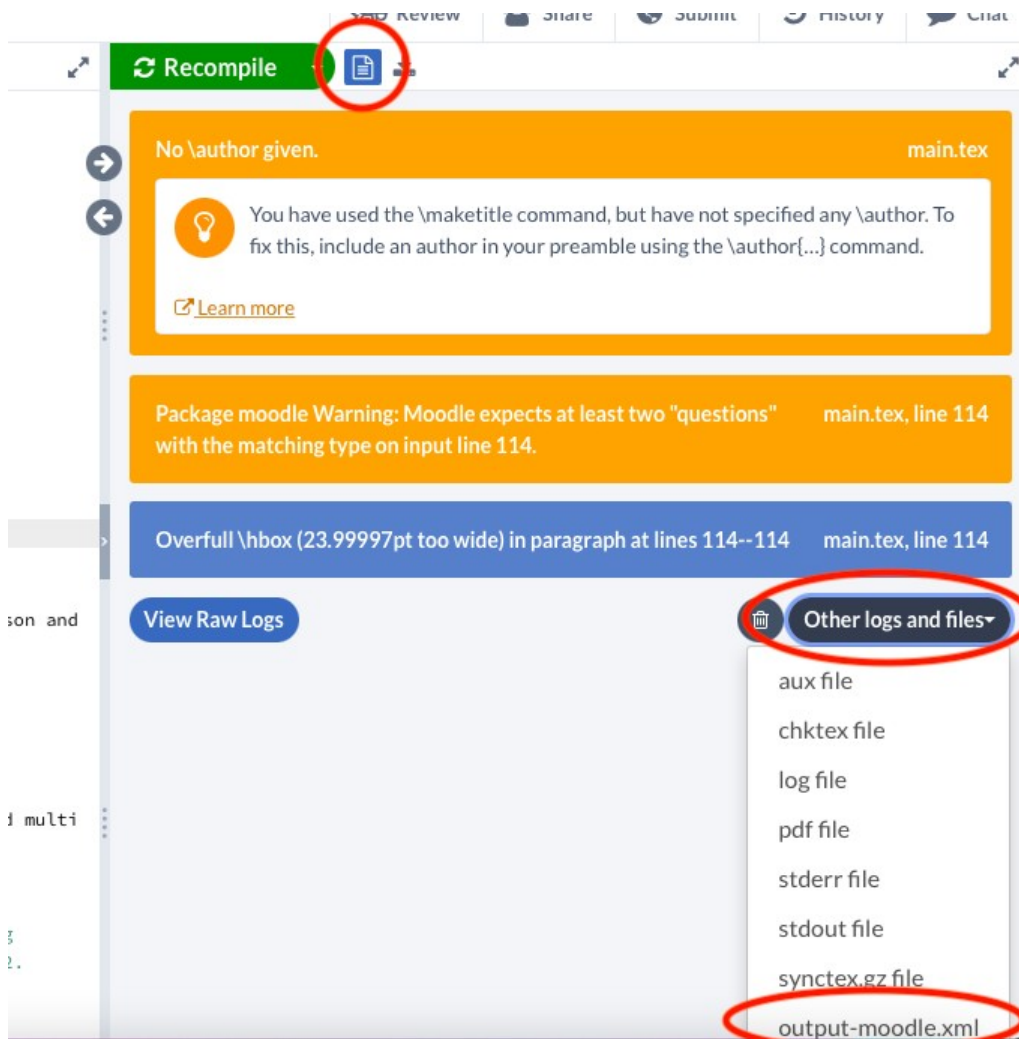 Review Share Submit History Chat
Recompile
No \author given. main.tex
You have used the \maketitle command, but have not specified any \author. To
fix this, include an author in your preamble using the \author{...} command.
Learn more
Package moodle Warning: Moodle expects at least two "questions" main.tex, line 114
with the matching type on input line 114.
Overfull \hbox (23.99997pt too wide) in paragraph at lines 114--114 main.tex, line 114
son and
View Raw Logs
Other logs and files
aux file
chktex file
log file
pdf file
multi
stderr file
stdout file
synctex.gz file
output-moodle.xml